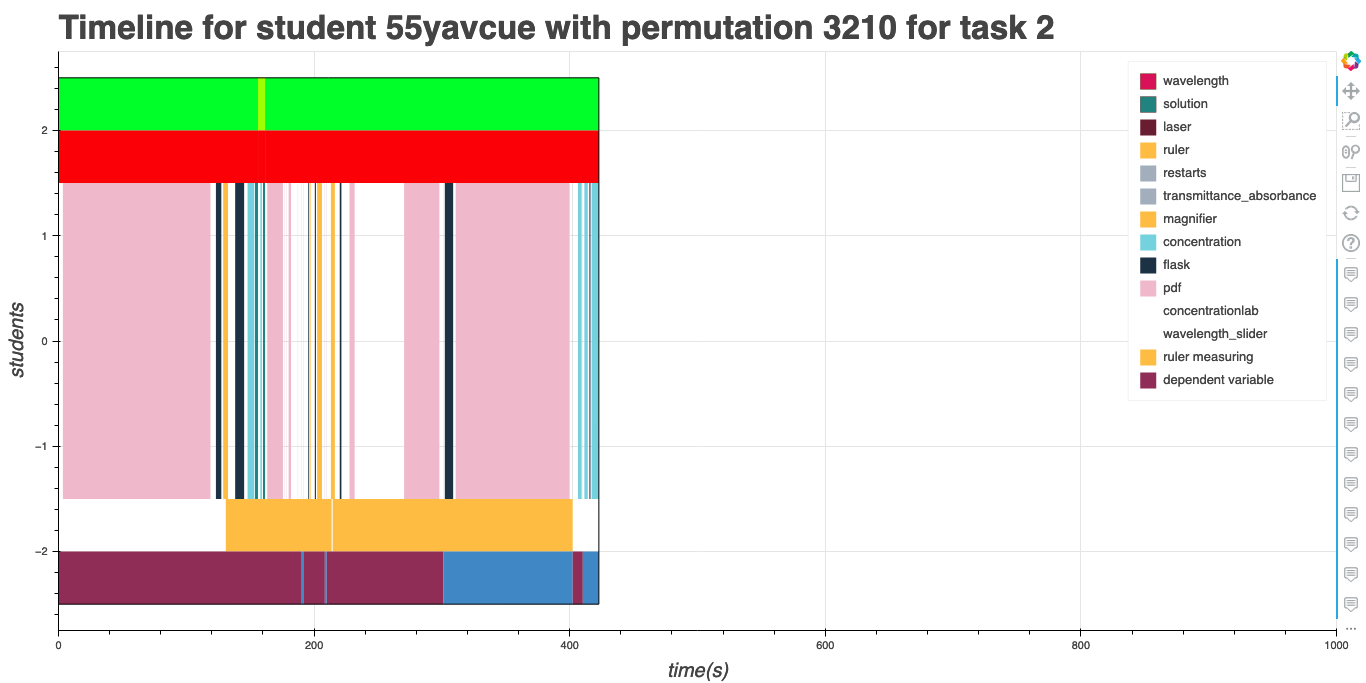 Timeline for student 55yavcue with permutation 3210 for task 2
wavelength
solution
laser
ruler
restarts
transmittance_absorbance
magnifier
concentration
flask
pdf
concentrationlab
wavelength_slider
ruler measuring
dependent variable
students
2
1
0
−1
−2
0
200
400
600
800
1000
time(s)